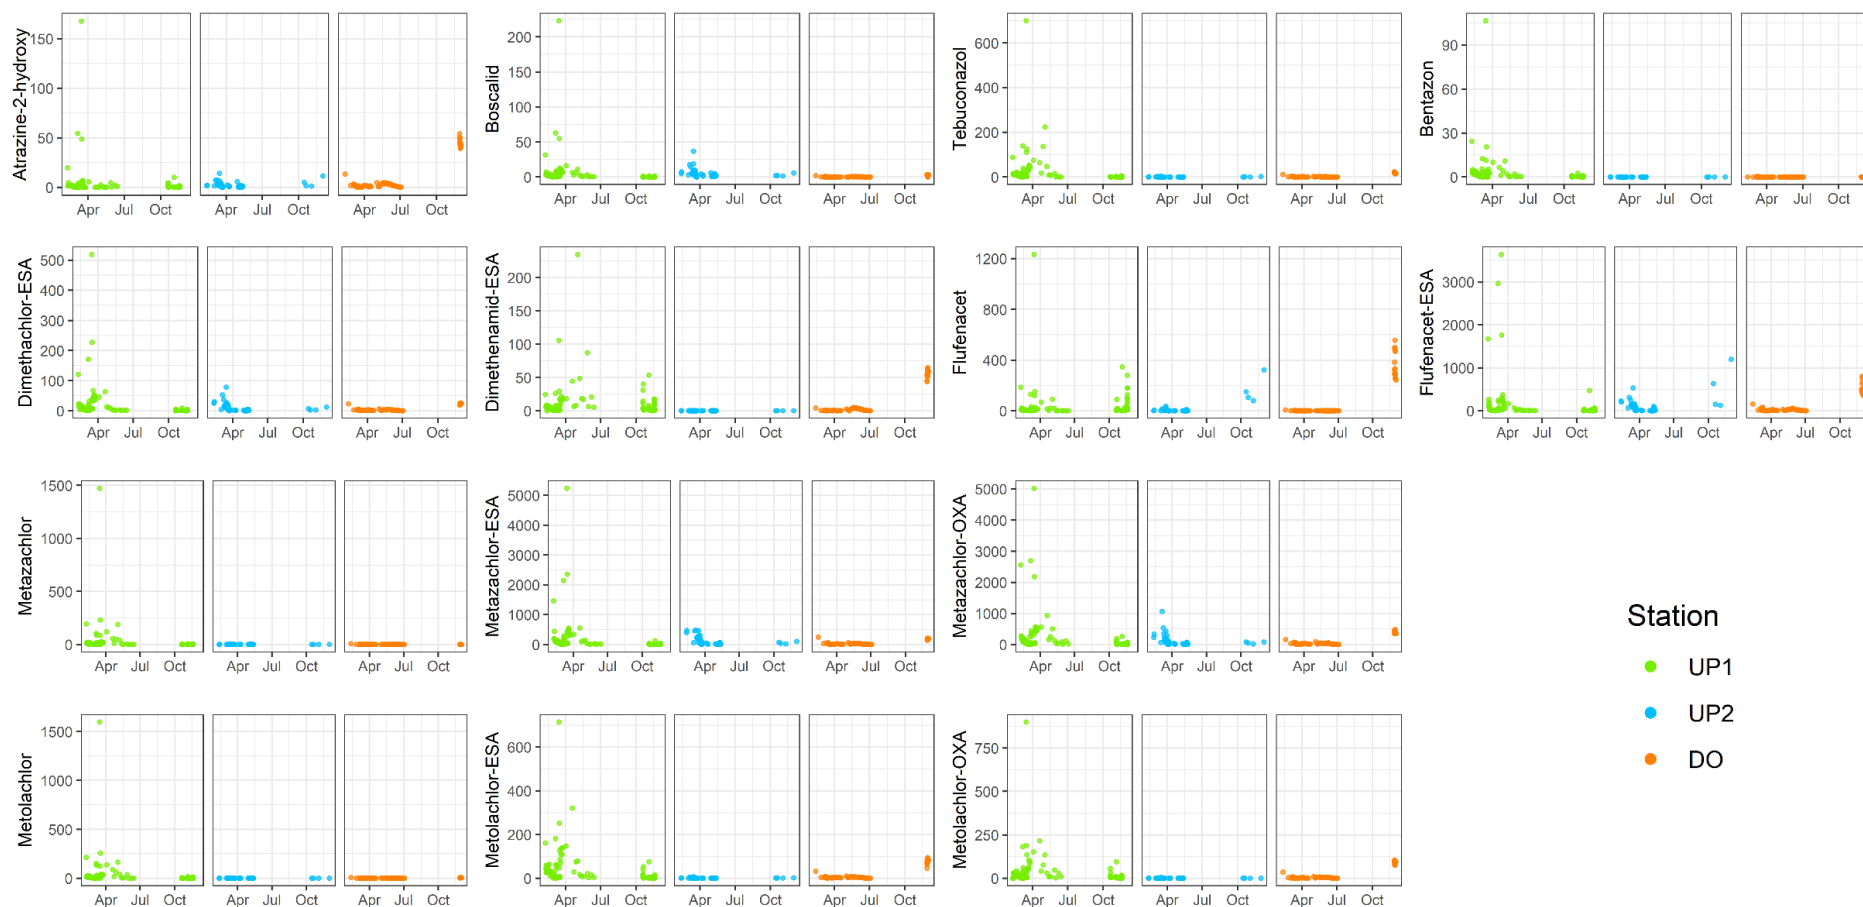 Atrazine-2-hydroxy
150
100
50
0
Apr Jul Oct Apr Jul Oct Apr Jul Oct
Boscalid
200
150
100
50
0
Apr Jul Oct Apr Jul Oct Apr Jul Oct
Tebuconazol
600
400
200
0
Apr Jul Oct Apr Jul Oct Apr Jul Oct
Bentazon
90
60
30
0
Apr Jul Oct Apr Jul Oct Apr Jul Oct
Dimethachlor-ESA
500
400
300
200
100
0
Apr Jul Oct Apr Jul Oct Apr Jul Oct
Dimethenamid-ESA
200
150
100
50
0
Apr Jul Oct Apr Jul Oct Apr Jul Oct
Flufenacet
1200
800
400
0
Apr Jul Oct Apr Jul Oct Apr Jul Oct
Flufenacet-ESA
3000
2000
1000
0
Apr Jul Oct Apr Jul Oct Apr Jul Oct
Metazachlor
1500
1000
500
0
Apr Jul Oct Apr Jul Oct Apr Jul Oct
Metazachlor-ESA
5000
4000
3000
2000
1000
0
Apr Jul Oct Apr Jul Oct Apr Jul Oct
Metazachlor-OXA
5000
4000
3000
2000
1000
0
Apr Jul Oct Apr Jul Oct Apr Jul Oct
Metolachlor
1500
1000
500
0
Apr Jul Oct Apr Jul Oct Apr Jul Oct
Metolachlor-ESA
600
400
200
0
Apr Jul Oct Apr Jul Oct Apr Jul Oct
Metolachlor-OXA
750
500
250
0
Apr Jul Oct Apr Jul Oct Apr Jul Oct
Station
UP1
UP2
DO